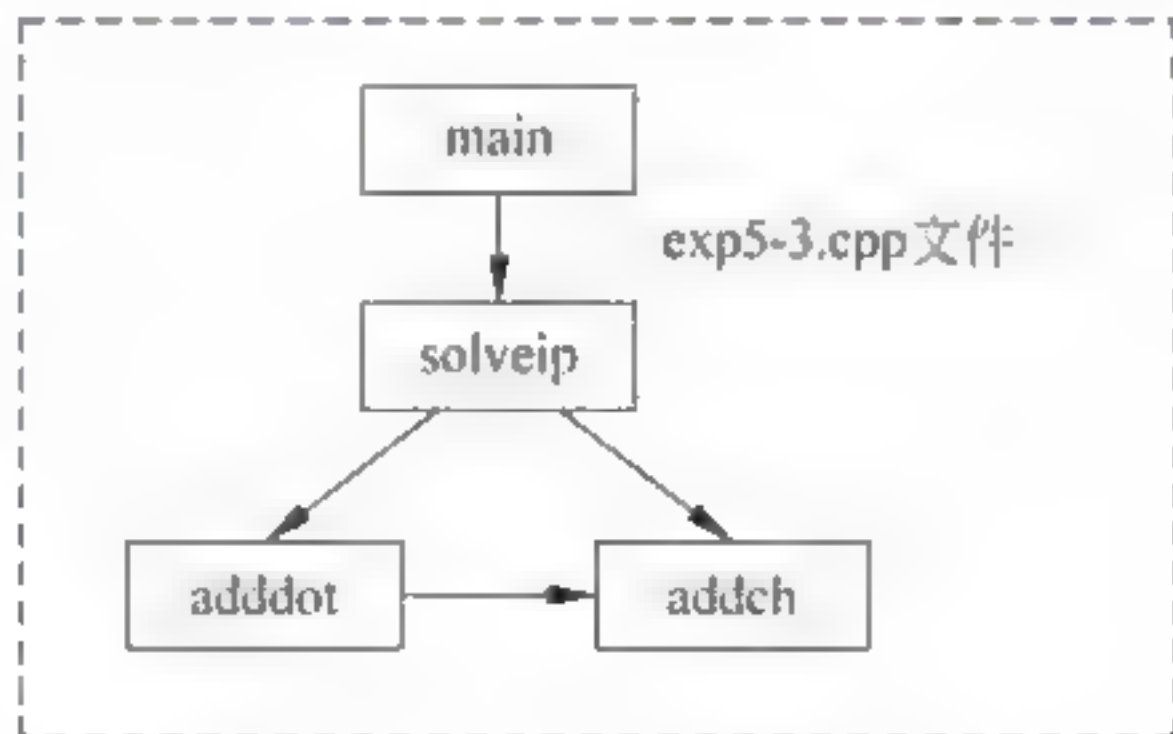 main
exp5-3.cpp文件
solveip
adddot
addch